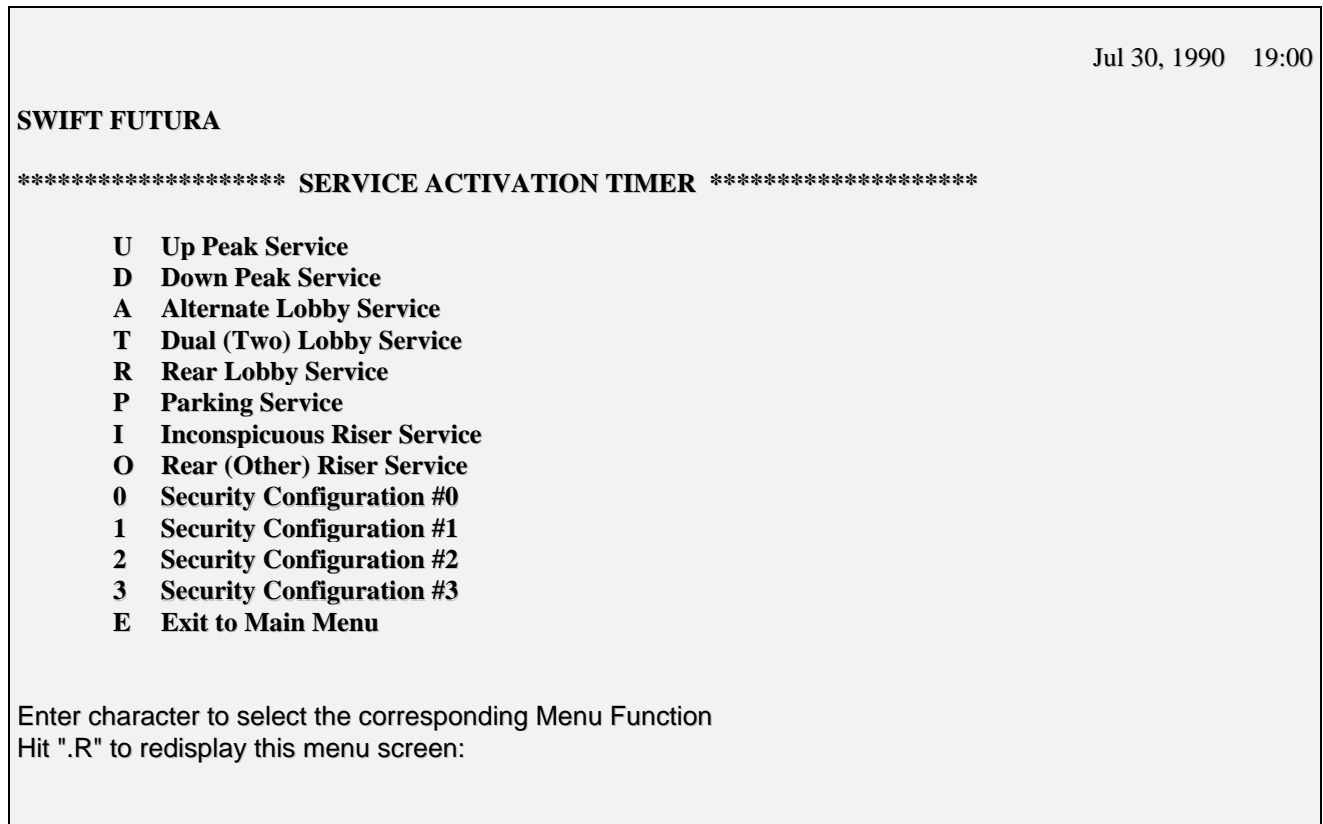 Jul 30, 1990 19:00
SWIFT FUTURA
******************** SERVICE ACTIVATION TIMER ********************
U Up Peak Service
D Down Peak Service
A Alternate Lobby Service
T Dual (Two) Lobby Service
R Rear Lobby Service
P Parking Service
I Inconspicuous Riser Service
O Rear (Other) Riser Service
0 Security Configuration #0
1 Security Configuration #1
2 Security Configuration #2
3 Security Configuration #3
E Exit to Main Menu
Enter character to select the corresponding Menu Function
Hit ".R" to redisplay this menu screen: